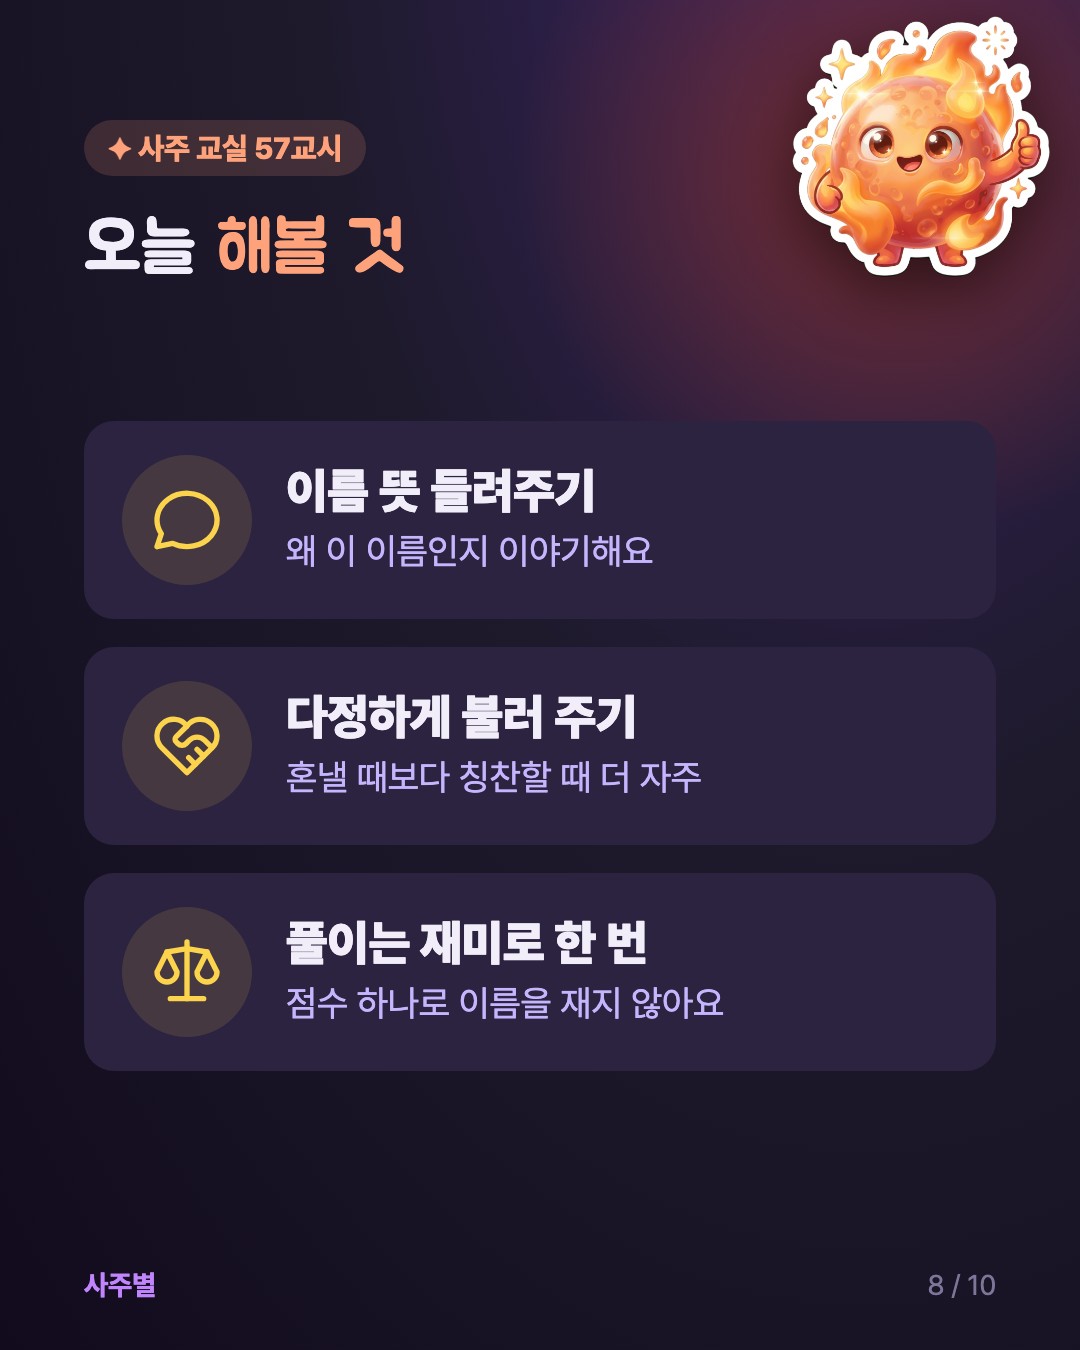 사주 교실 57교시
오늘 해볼 것
이름 뜻 들려주기
왜 이 이름인지 이야기해요
다정하게 불러 주기
혼낼 때보다 칭찬할 때 더 자주
풀이는 재미로 한 번
점수 하나로 이름을 재지 않아요
사주별
8 / 10